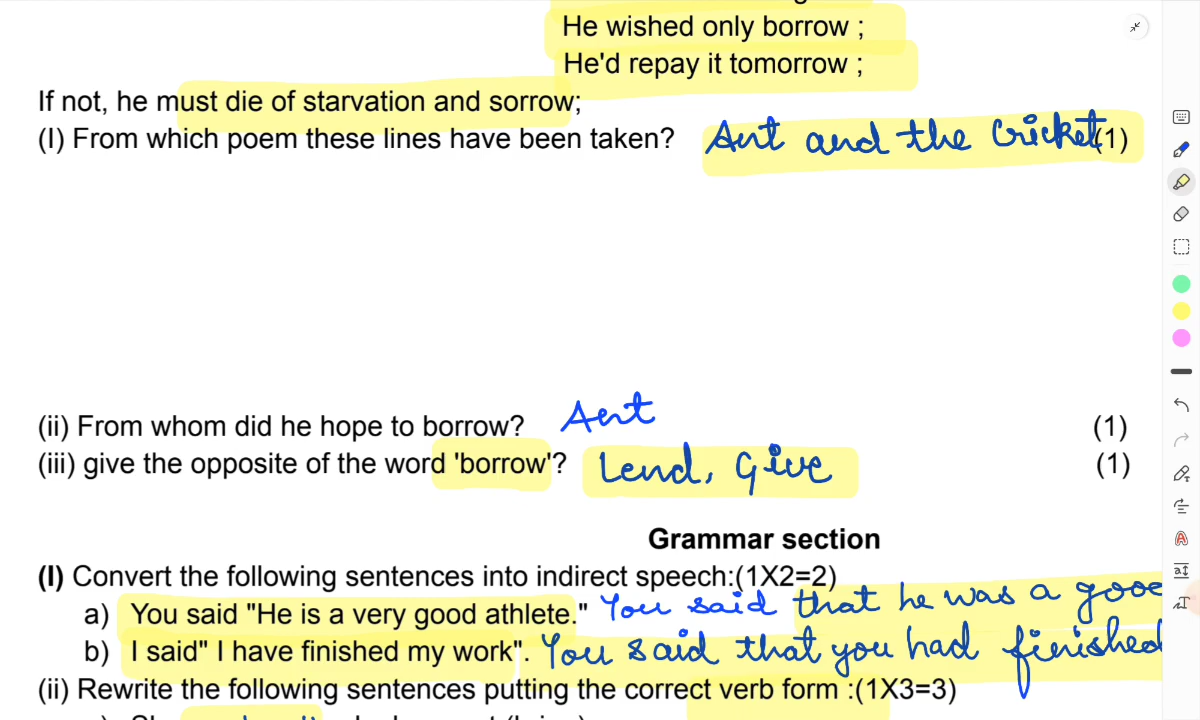 He wished only borrow ;
He'd repay it tomorrow ;
If not, he must die of starvation and sorrow;
(I) From which poem these lines have been taken? Ant and the Cricket (1)
(ii) From whom did he hope to borrow? Ant (1)
(iii) give the opposite of the word 'borrow'? Lend, Give (1)
Grammar section
(I) Convert the following sentences into indirect speech:(1X2=2)
a) You said "He is a very good athlete." You said that he was a good
b) I said" I have finished my work". You said that you had finished
(ii) Rewrite the following sentences putting the correct verb form :(1X3=3)